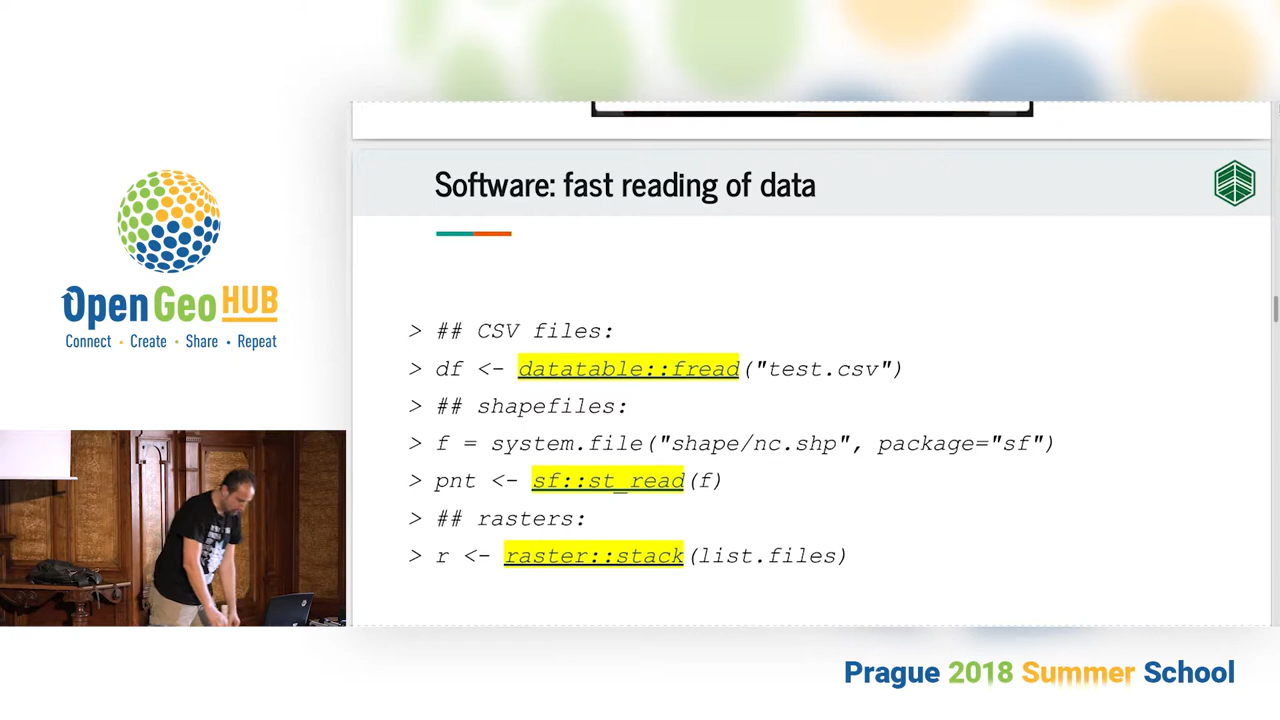 Software: fast reading of data
Open Geo HUB
Connect • Create • Share • Repeat
> ## CSV files:
> df <- datatable::fread("test.csv")
> ## shapefiles:
> f = system.file("shape/nc.shp", package="sf")
> pnt <- sf::st_read(f)
> ## rasters:
> r <- raster::stack(list.files)
Prague 2018 Summer School